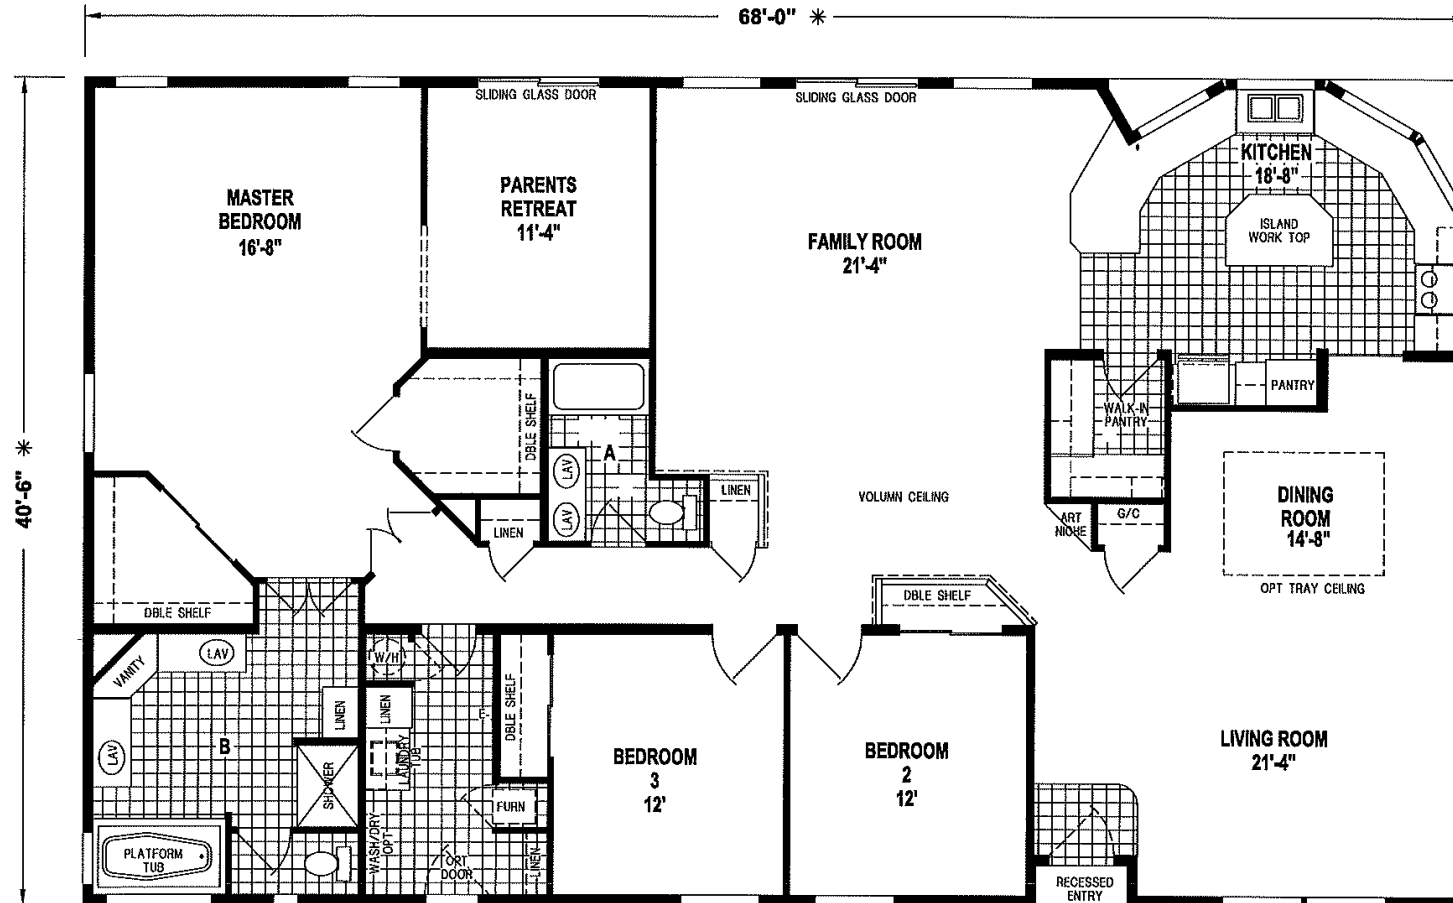 68'-0" ✳
SLIDING GLASS DOOR
SLIDING GLASS DOOR
KITCHEN
18'-8"
MASTER
BEDROOM
16'-8"
PARENTS
RETREAT
11'-4"
FAMILY ROOM
21'-4"
ISLAND
WORK TOP
DBLE SHELF
PANTRY
WALK-IN
PANTRY
A
LAV
LAV
LINEN
LINEN
VOLUMN CEILING
ART
NICHE
G/C
DINING
ROOM
14'-8"
OPT TRAY CEILING
40'-6" ✳
DBLE SHELF
DBLE SHELF
VANITY
LAV
W/H
LINEN
LINEN
DBLE SHELF
E
B
LAV
LAUNDRY
TUB
SHOWER
BEDROOM
3
12'
BEDROOM
2
12'
LIVING ROOM
21'-4"
FURN
WASH/DRY
OPT
PLATFORM
TUB
OPT
DOOR
LINEN
RECESSED
ENTRY